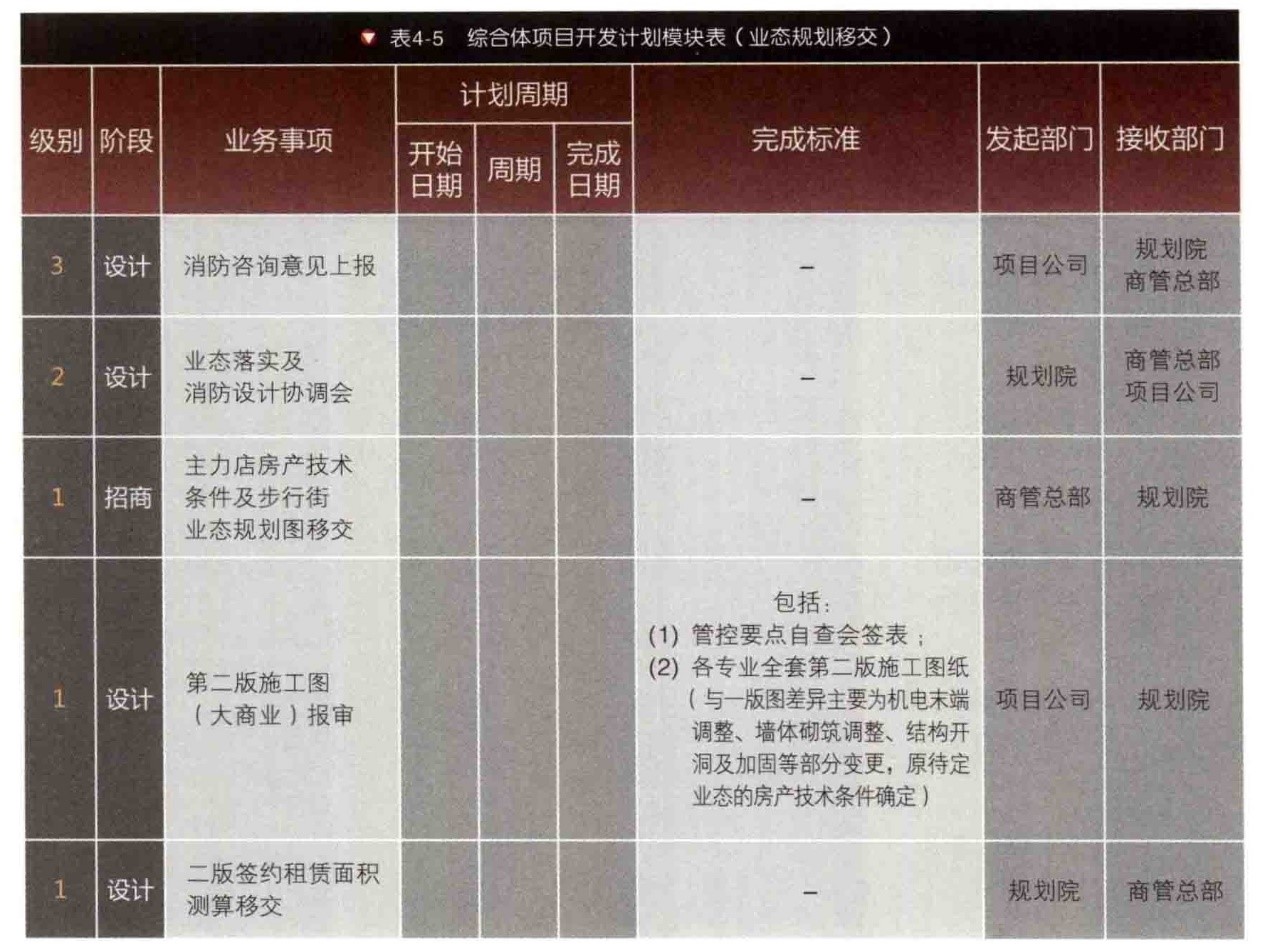 表4-5 综合体项目开发计划模块表（业态规划移交）
级别
阶段
业务事项
计划周期
开始
日期
周期
完成
日期
完成标准
发起部门
接收部门
3
设计
消防咨询意见上报
–
项目公司
规划院
商管总部
2
设计
业态落实及
消防设计协调会
–
规划院
商管总部
项目公司
1
招商
主力店房产技术
条件及步行街
业态规划图移交
–
商管总部
规划院
1
设计
第二版施工图
（大商业）报审
包括：
(1) 管控要点自查会签表；
(2) 各专业全套第二版施工图纸
（与一版图差异主要为机电末端
调整、墙体砌筑调整、结构开
洞及加固等部分变更，原待定
业态的房产技术条件确定）
项目公司
规划院
1
设计
二版签约租赁面积
测算移交
–
规划院
商管总部